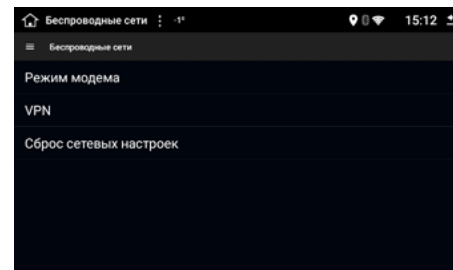 Беспроводные сети -1°
15:12
Беспроводные сети
Режим модема
VPN
Сброс сетевых настроек